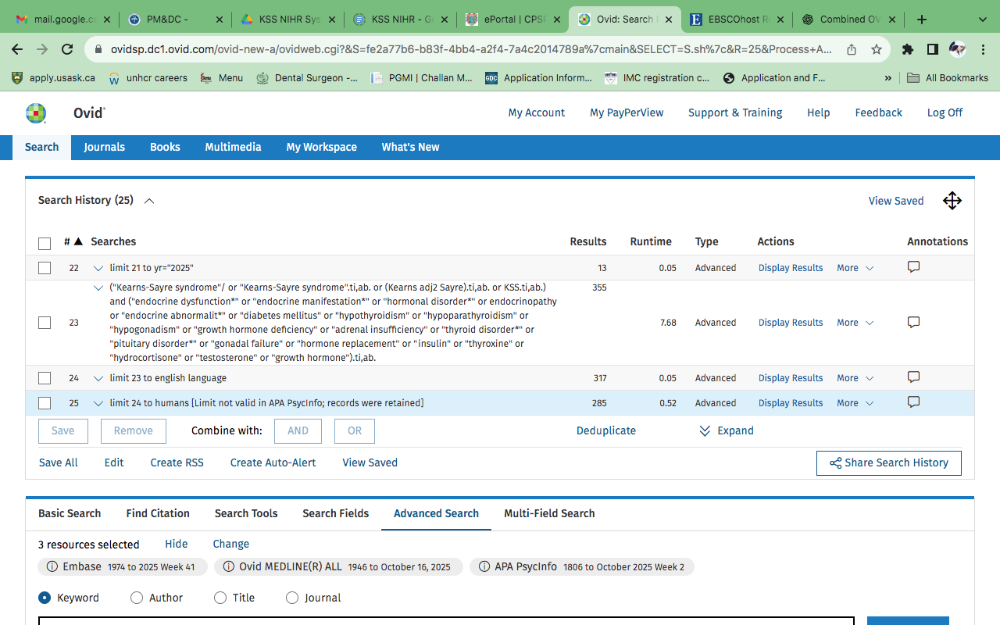 mail.google.co
PM&DC -
KSS NIHR Sys
KSS NIHR - Go
ePortal | CPSP
Ovid: Search F
EBSCOhost Re
Combined OV
ovidsp.dc1.ovid.com/ovid-new-a/ovidweb.cgi?&S=fe2a77b6-b83f-4bb4-a2f4-7a4c2014789a%7cmain&SELECT=S.sh%7c&R=25&Process+A...
apply.usask.ca
unhcr careers
Menu
Dental Surgeon -...
PGMI | Challan M...
GDC
Application Inform...
IMC registration c...
Application and F...
»
All Bookmarks
Ovid®
My Account
My PayPerView
Support & Training
Help
Feedback
Log Off
Search
Journals
Books
Multimedia
My Workspace
What's New
Search History (25)
View Saved
# ▲ Searches Results Runtime Type Actions Annotations
22 limit 21 to yr="2025" 13 0.05 Advanced Display Results More
23 ("Kearns-Sayre syndrome"/ or "Kearns-Sayre syndrome".ti,ab. or (Kearns adj2 Sayre).ti,ab. or KSS.ti,ab.) 355 7.68 Advanced Display Results More
and ("endocrine dysfunction*" or "endocrine manifestation*" or "hormonal disorder*" or endocrinopathy
or "endocrine abnormalit*" or "diabetes mellitus" or "hypothyroidism" or "hypoparathyroidism" or
"hypogonadism" or "growth hormone deficiency" or "adrenal insufficiency" or "thyroid disorder*" or
"pituitary disorder*" or "gonadal failure" or "hormone replacement" or "insulin" or "thyroxine" or
"hydrocortisone" or "testosterone" or "growth hormone").ti,ab.
24 limit 23 to english language 317 0.05 Advanced Display Results More
25 limit 24 to humans [Limit not valid in APA PsycInfo; records were retained] 285 0.52 Advanced Display Results More
Save
Remove
Combine with:
AND
OR
Deduplicate
Expand
Save All
Edit
Create RSS
Create Auto-Alert
View Saved
Share Search History
Basic Search
Find Citation
Search Tools
Search Fields
Advanced Search
Multi-Field Search
3 resources selected
Hide
Change
Embase 1974 to 2025 Week 41
Ovid MEDLINE(R) ALL 1946 to October 16, 2025
APA PsycInfo 1806 to October 2025 Week 2
Keyword
Author
Title
Journal